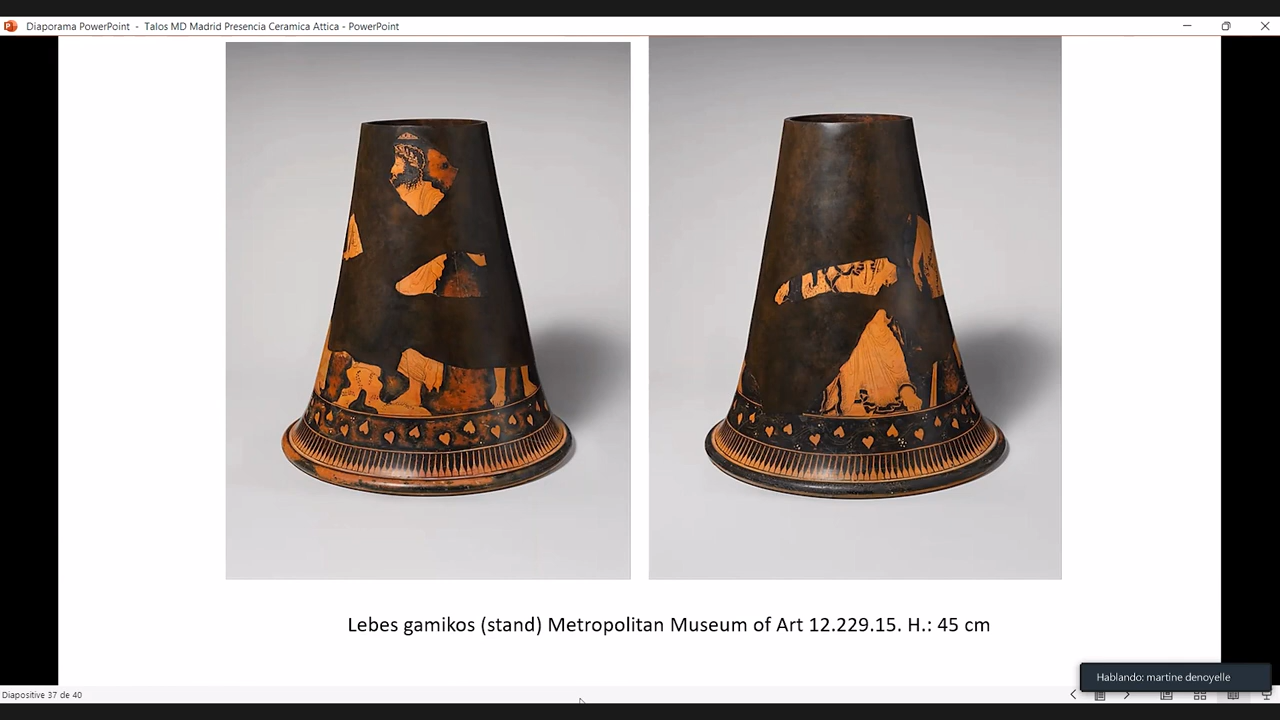 Diaporama PowerPoint - Talos MD Madrid Presencia Ceramica Attica - PowerPoint
Lebes gamikos (stand) Metropolitan Museum of Art 12.229.15. H.: 45 cm
Hablando: martine denoyelle
Diapositive 37 de 40